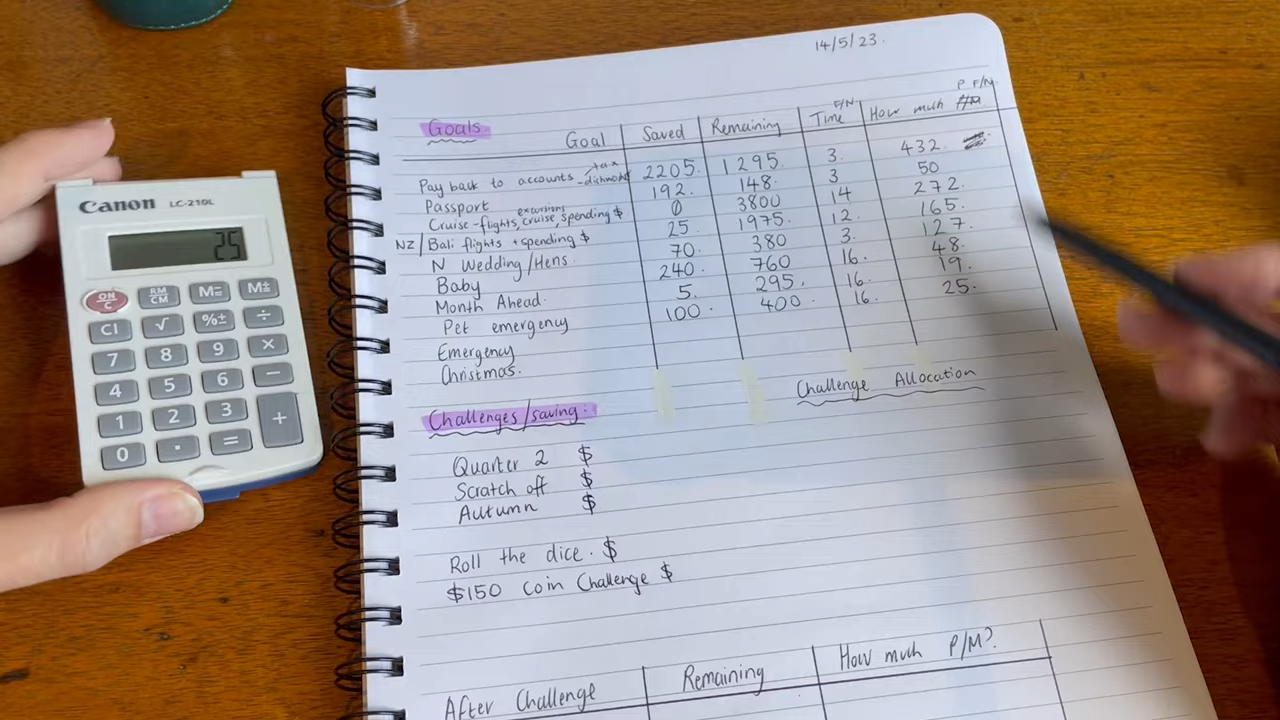 14/5/23.
Goals.
Goal Saved Remaining F/N Time How much P F/N
Pay back to accounts - tax 2205. 1295. 3. 432.
Passport 192. 148. 3 50
Cruise - flights, excursions cruise, spending $ 0 3800 14 272.
NZ/Bali flights + spending $ 25 1975. 12. 165.
N Wedding/Hens. 70. 380 3. 127.
Baby 240. 760 16. 48.
Month Ahead. 5. 295. 16. 19.
Pet emergency 100. 400. 16. 25.
Emergency
Christmas.
Challenges/saving.
Challenge Allocation
Quarter 2 $
Scratch off $
Autumn $
Roll the dice. $
$150 Coin Challenge $
After Challenge Remaining How much P/M?
Canon LC-210L
25
ON/C RM/CM M= M±
CI √ %± ÷
7 8 9 ×
4 5 6 −
1 2 3 +
0 . =